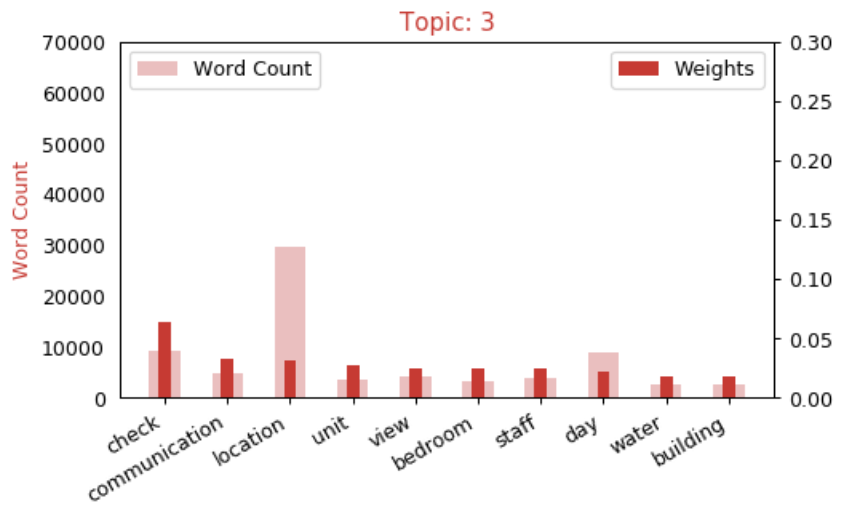 Topic: 3
Word Count
Weights
70000
60000
50000
40000
30000
20000
10000
0
Word Count
0.30
0.25
0.20
0.15
0.10
0.05
0.00
check
communication
location
unit
view
bedroom
staff
day
water
building